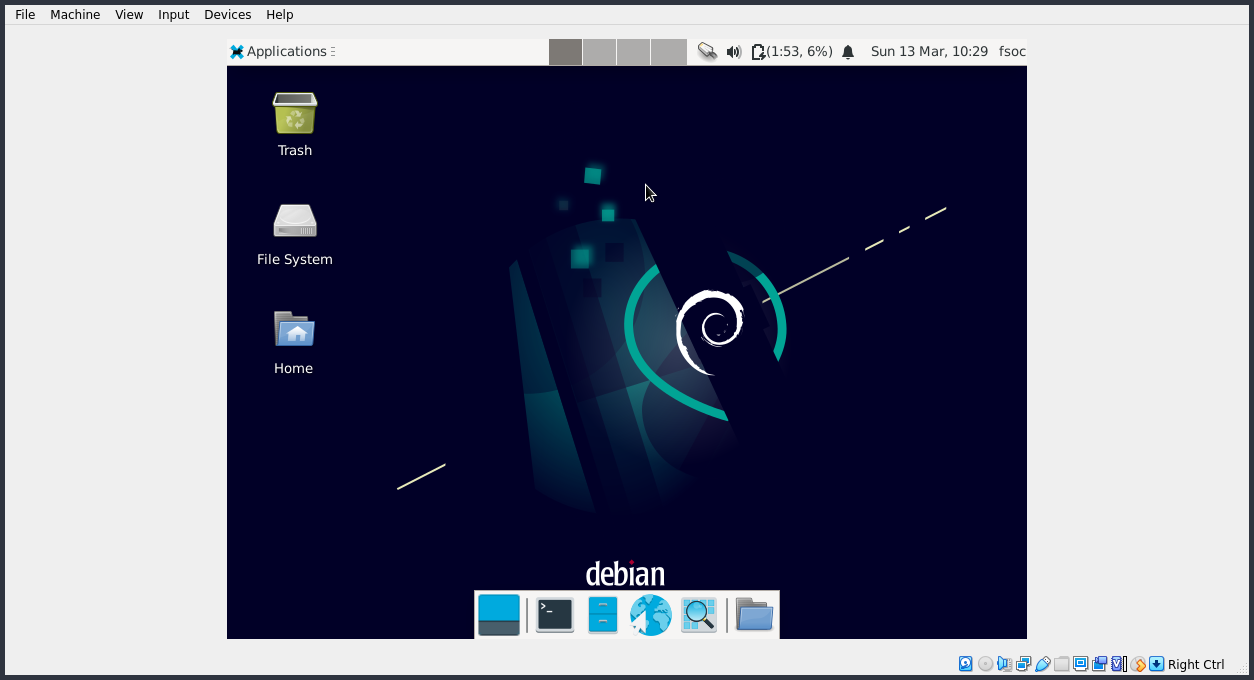 File Machine View Input Devices Help
Applications (1:53, 6%) Sun 13 Mar, 10:29 fsoc
Trash
File System
Home
debian
>_
V
Right Ctrl